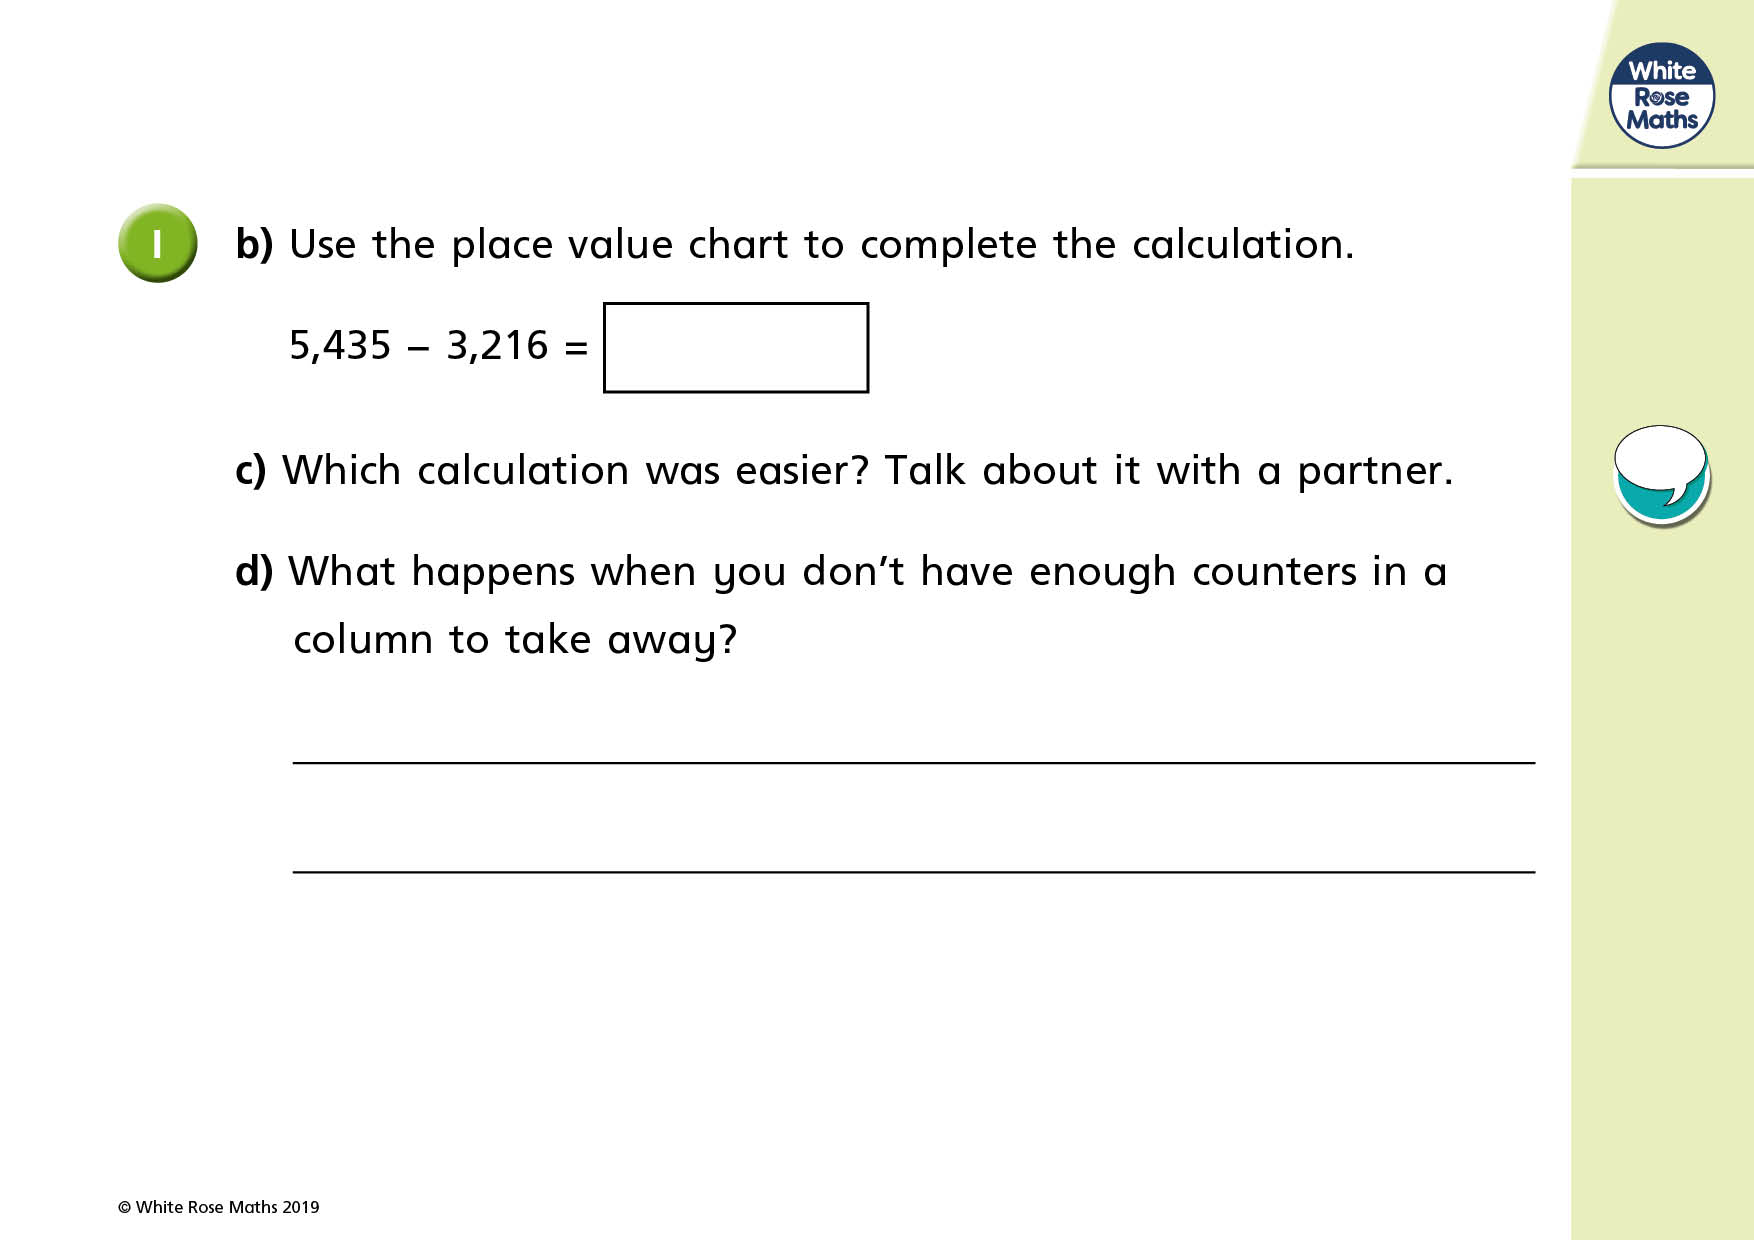 White
Rose
Maths
1 b) Use the place value chart to complete the calculation.
5,435 – 3,216 =
c) Which calculation was easier? Talk about it with a partner.
d) What happens when you don’t have enough counters in a
column to take away?
© White Rose Maths 2019